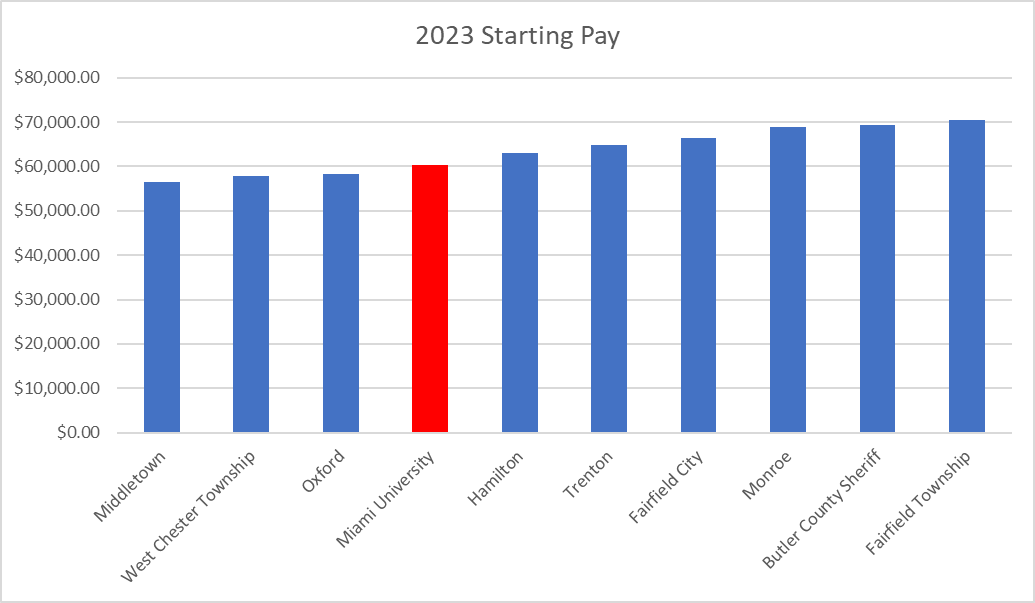 2023 Starting Pay
$80,000.00
$70,000.00
$60,000.00
$50,000.00
$40,000.00
$30,000.00
$20,000.00
$10,000.00
$0.00
Middletown
West Chester Township
Oxford
Miami University
Hamilton
Trenton
Fairfield City
Monroe
Butler County Sheriff
Fairfield Township